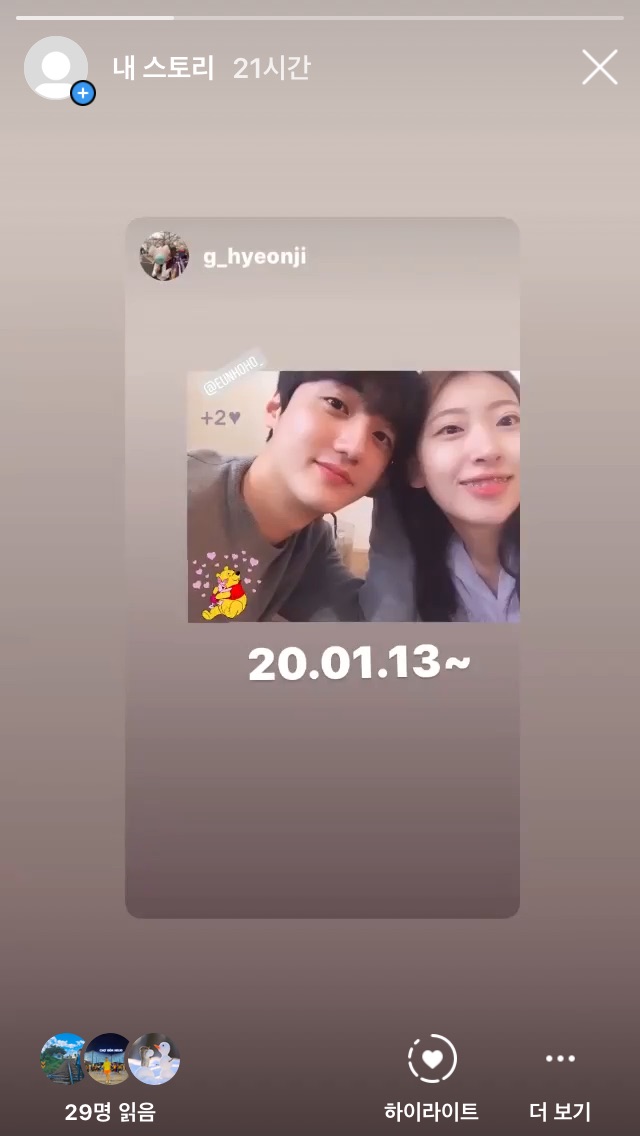 내 스토리 21시간
g_hyeonji
@EUNHOHO_
+2♥
20.01.13~
29명 읽음
하이라이트
더 보기